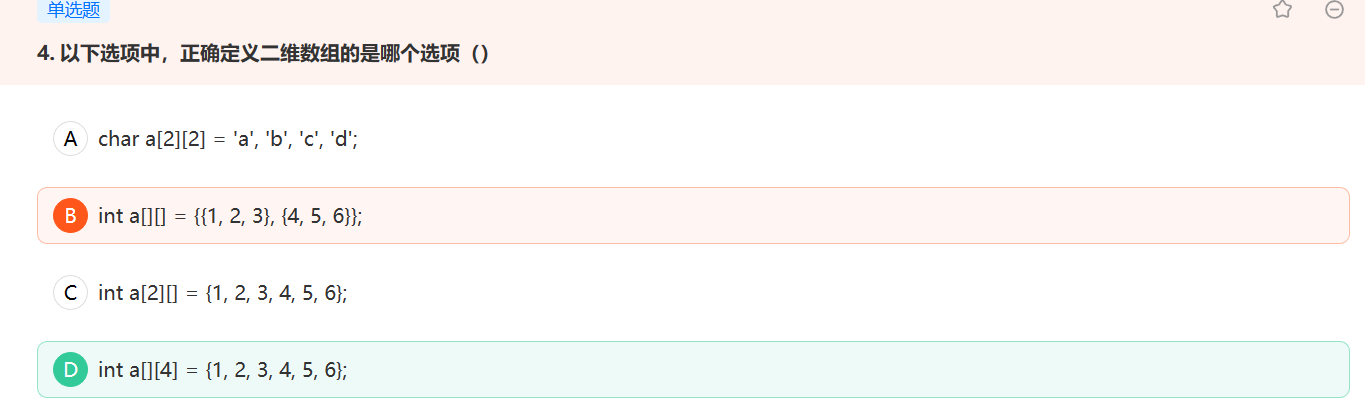 单选题
4. 以下选项中，正确定义二维数组的是哪个选项（）
A char a[2][2] = 'a', 'b', 'c', 'd';
B int a[][] = {{1, 2, 3}, {4, 5, 6}};
C int a[2][] = {1, 2, 3, 4, 5, 6};
D int a[][4] = {1, 2, 3, 4, 5, 6};